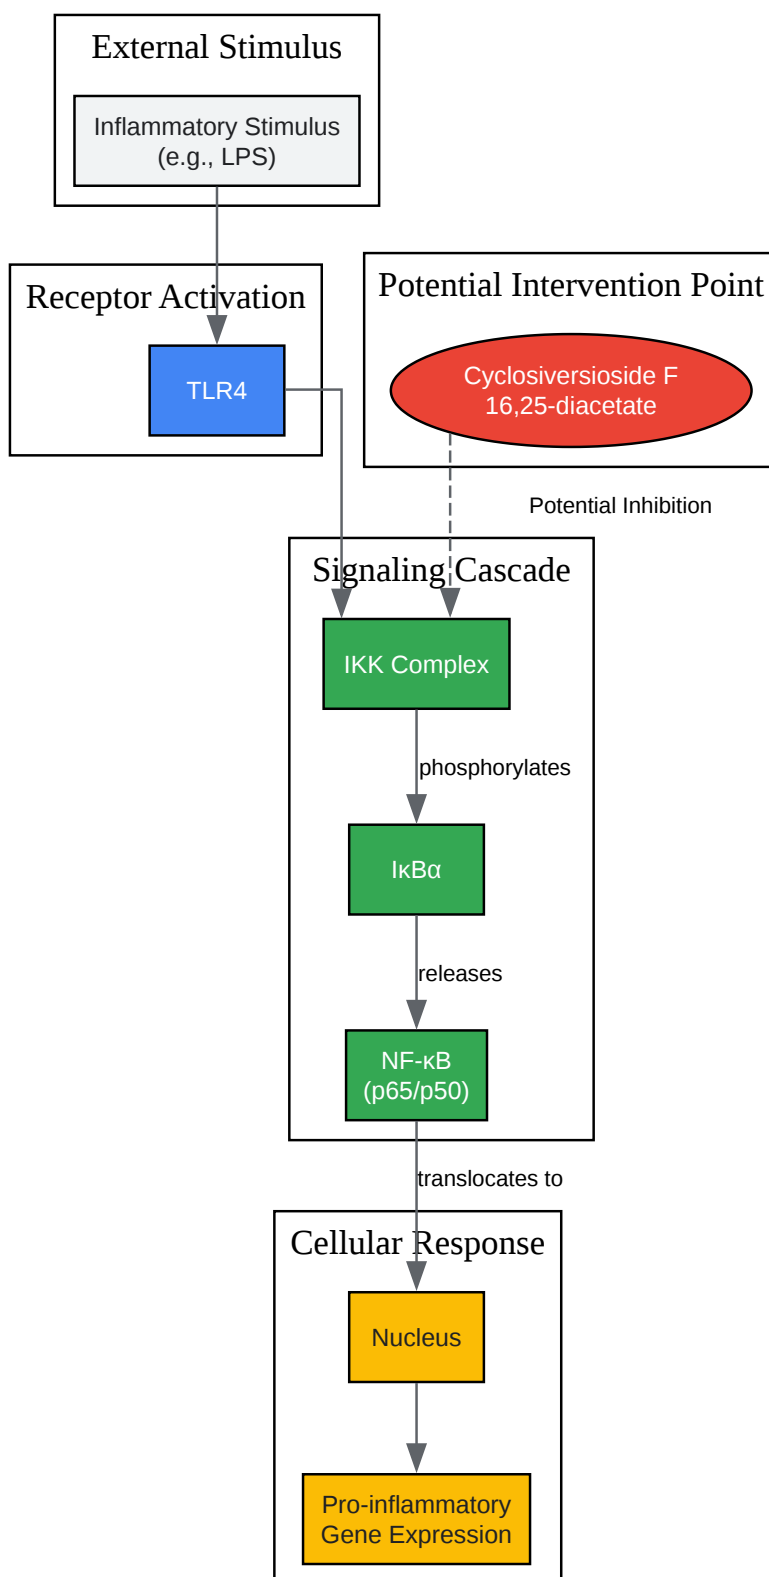 External Stimulus
Inflammatory Stimulus
(e.g., LPS)
Receptor Activation
TLR4
Potential Intervention Point
Cyclosiversioside F
16,25-diacetate
Potential Inhibition
Signaling Cascade
IKK Complex
phosphorylates
IκBα
releases
NF-κB
(p65/p50)
translocates to
Cellular Response
Nucleus
Pro-inflammatory
Gene Expression